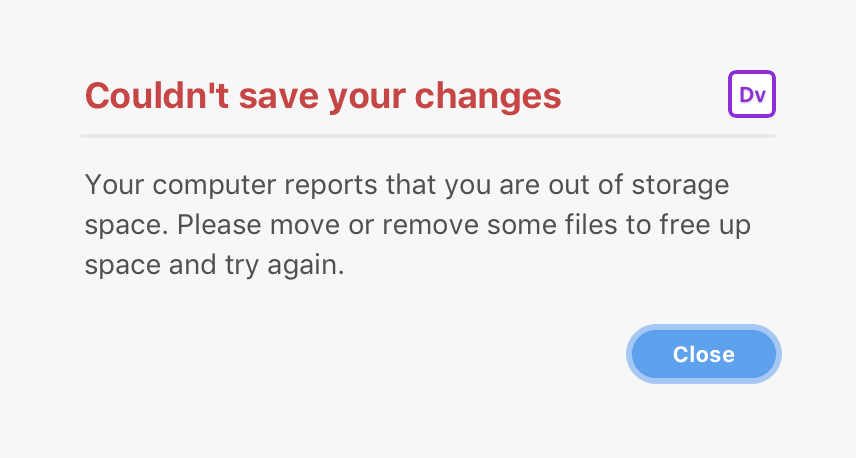 Couldn't save your changes
Dv
Your computer reports that you are out of storage
space. Please move or remove some files to free up
space and try again.
Close